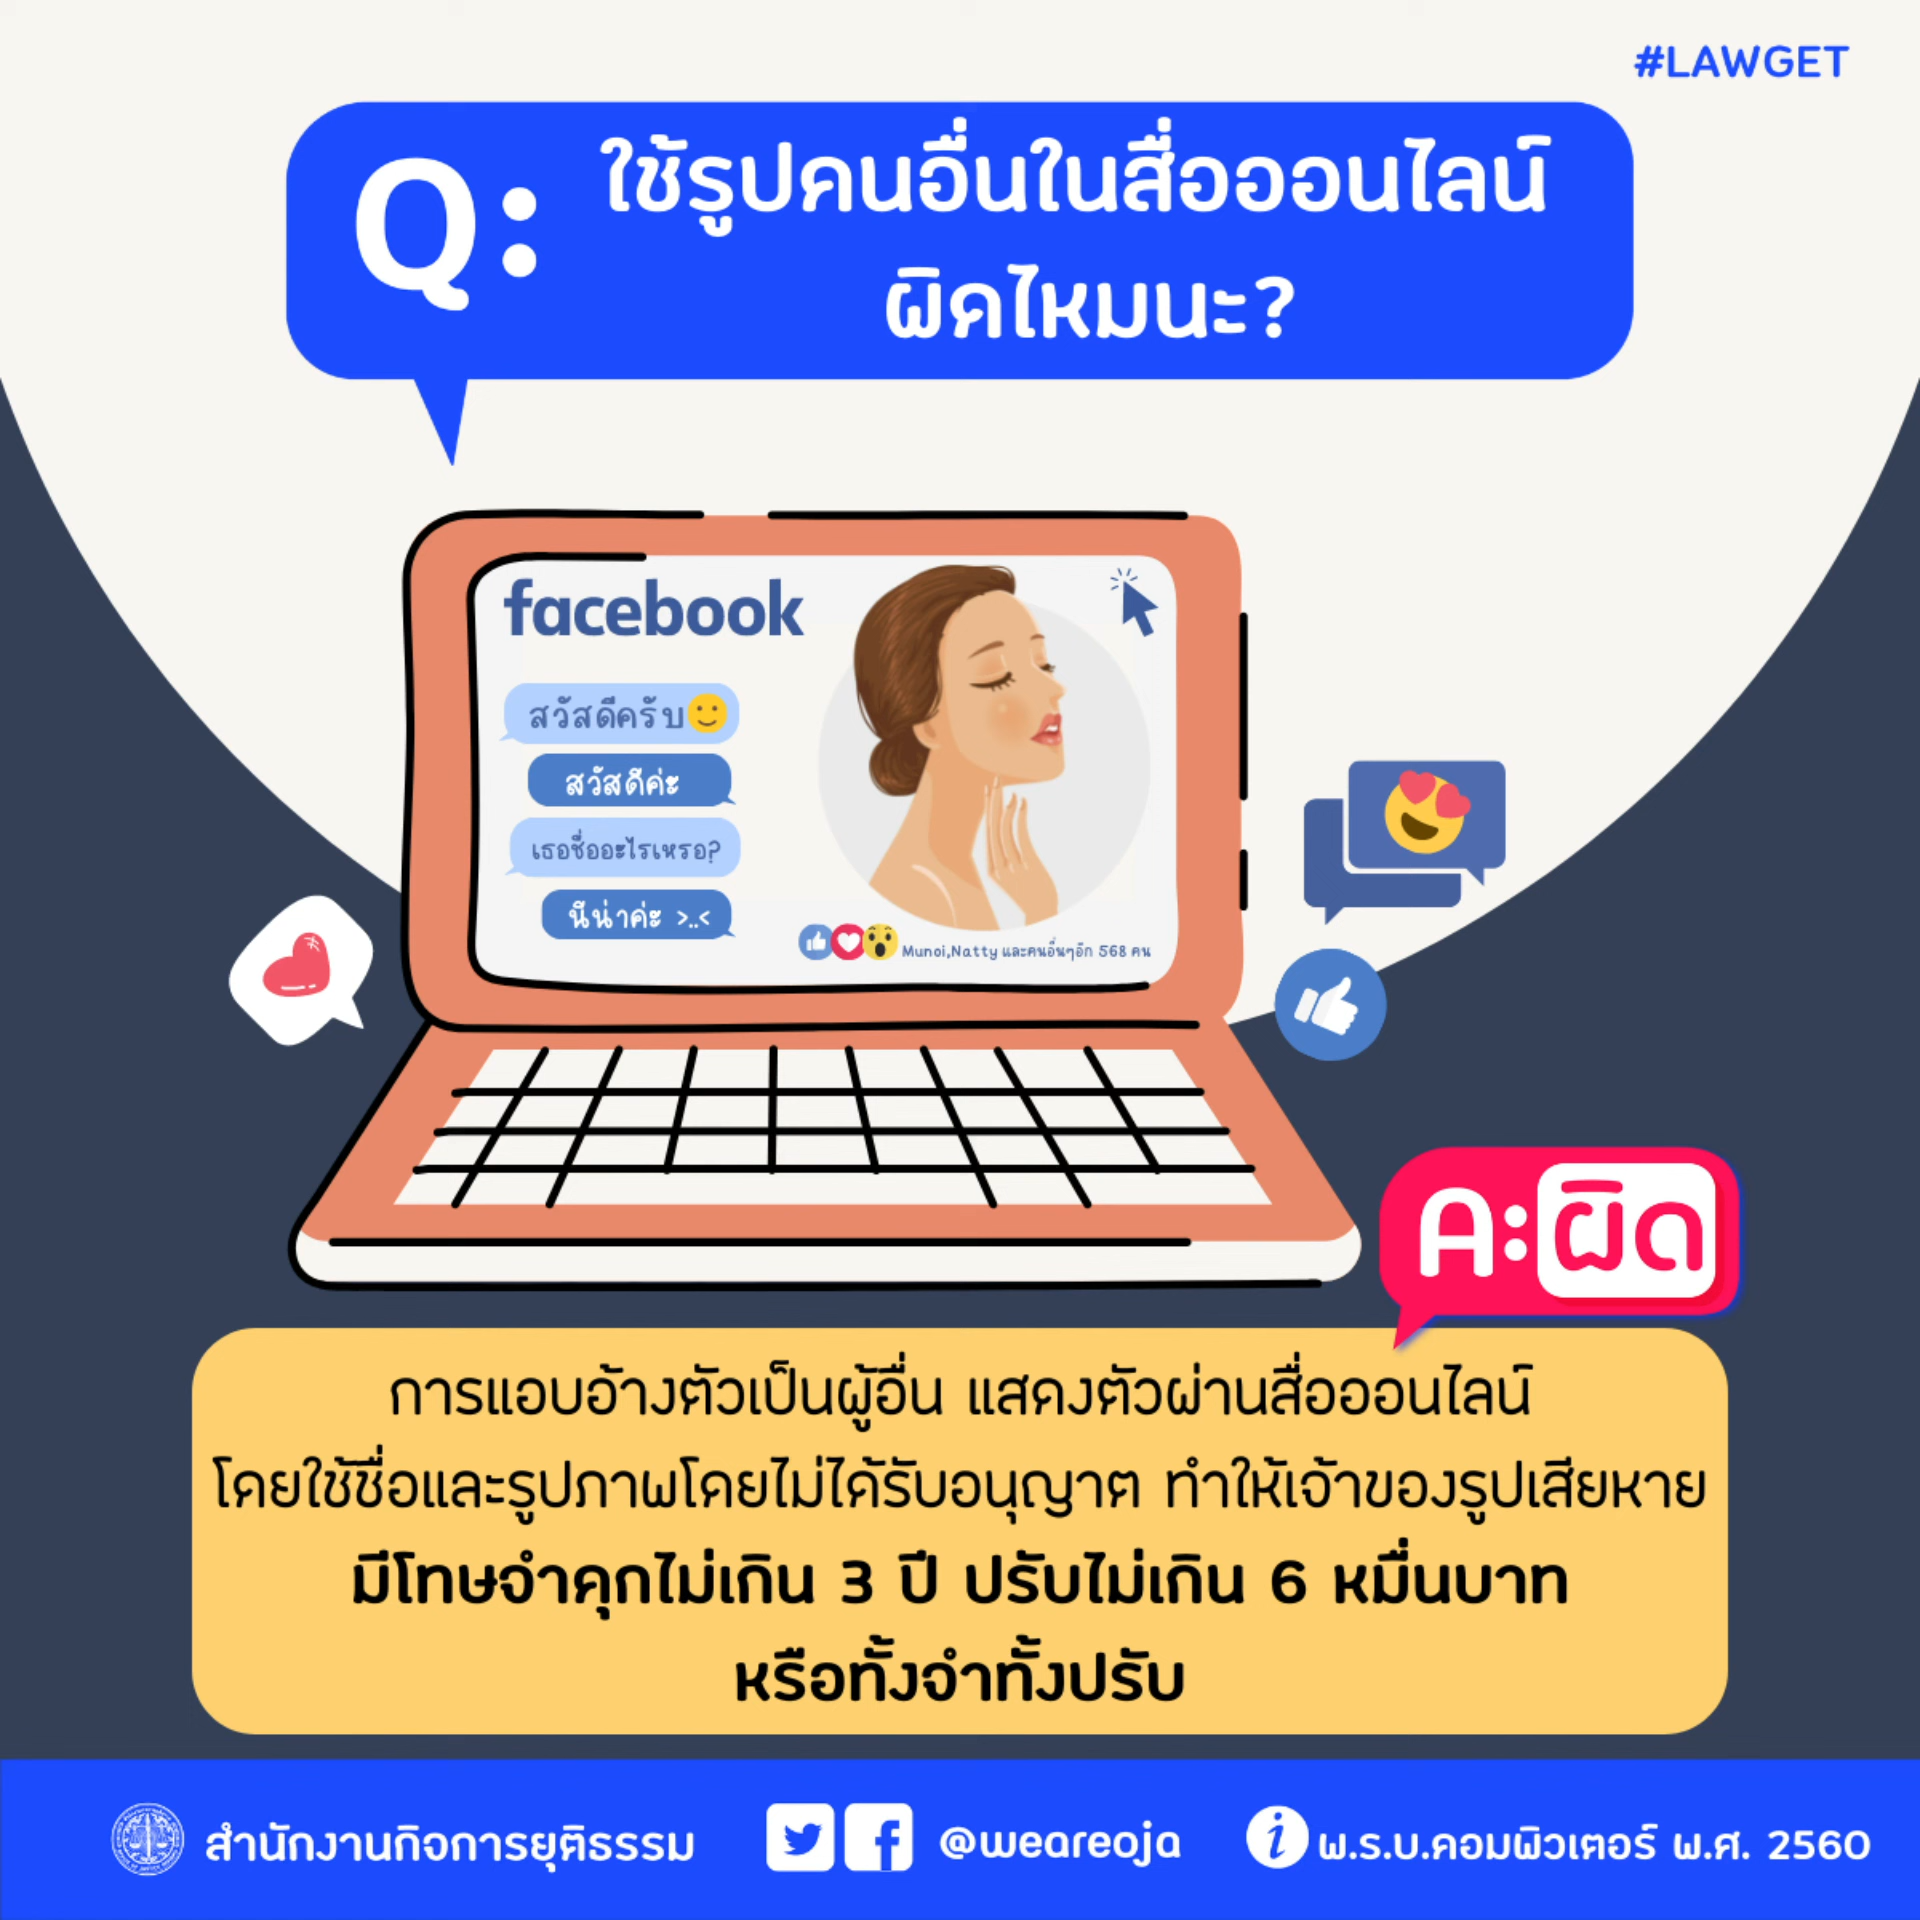 #LAWGET
Q: ใช้รูปคนอื่นในสื่อออนไลน์
ผิดไหมนะ?
facebook
สวัสดีครับ
สวัสดีค่ะ
เธอชื่ออะไรเหรอ?
นีน่าค่ะ >..<
Munoi,Natty และคนอื่นๆอีก 568 คน
A:ผิด
การแอบอ้างตัวเป็นผู้อื่น แสดงตัวผ่านสื่อออนไลน์
โดยใช้ชื่อและรูปภาพโดยไม่ได้รับอนุญาต ทำให้เจ้าของรูปเสียหาย
มีโทษจำคุกไม่เกิน 3 ปี ปรับไม่เกิน 6 หมื่นบาท
หรือทั้งจำทั้งปรับ
สำนักงานกิจการยุติธรรม
@weareoja
พ.ร.บ.คอมพิวเตอร์ พ.ศ. 2560